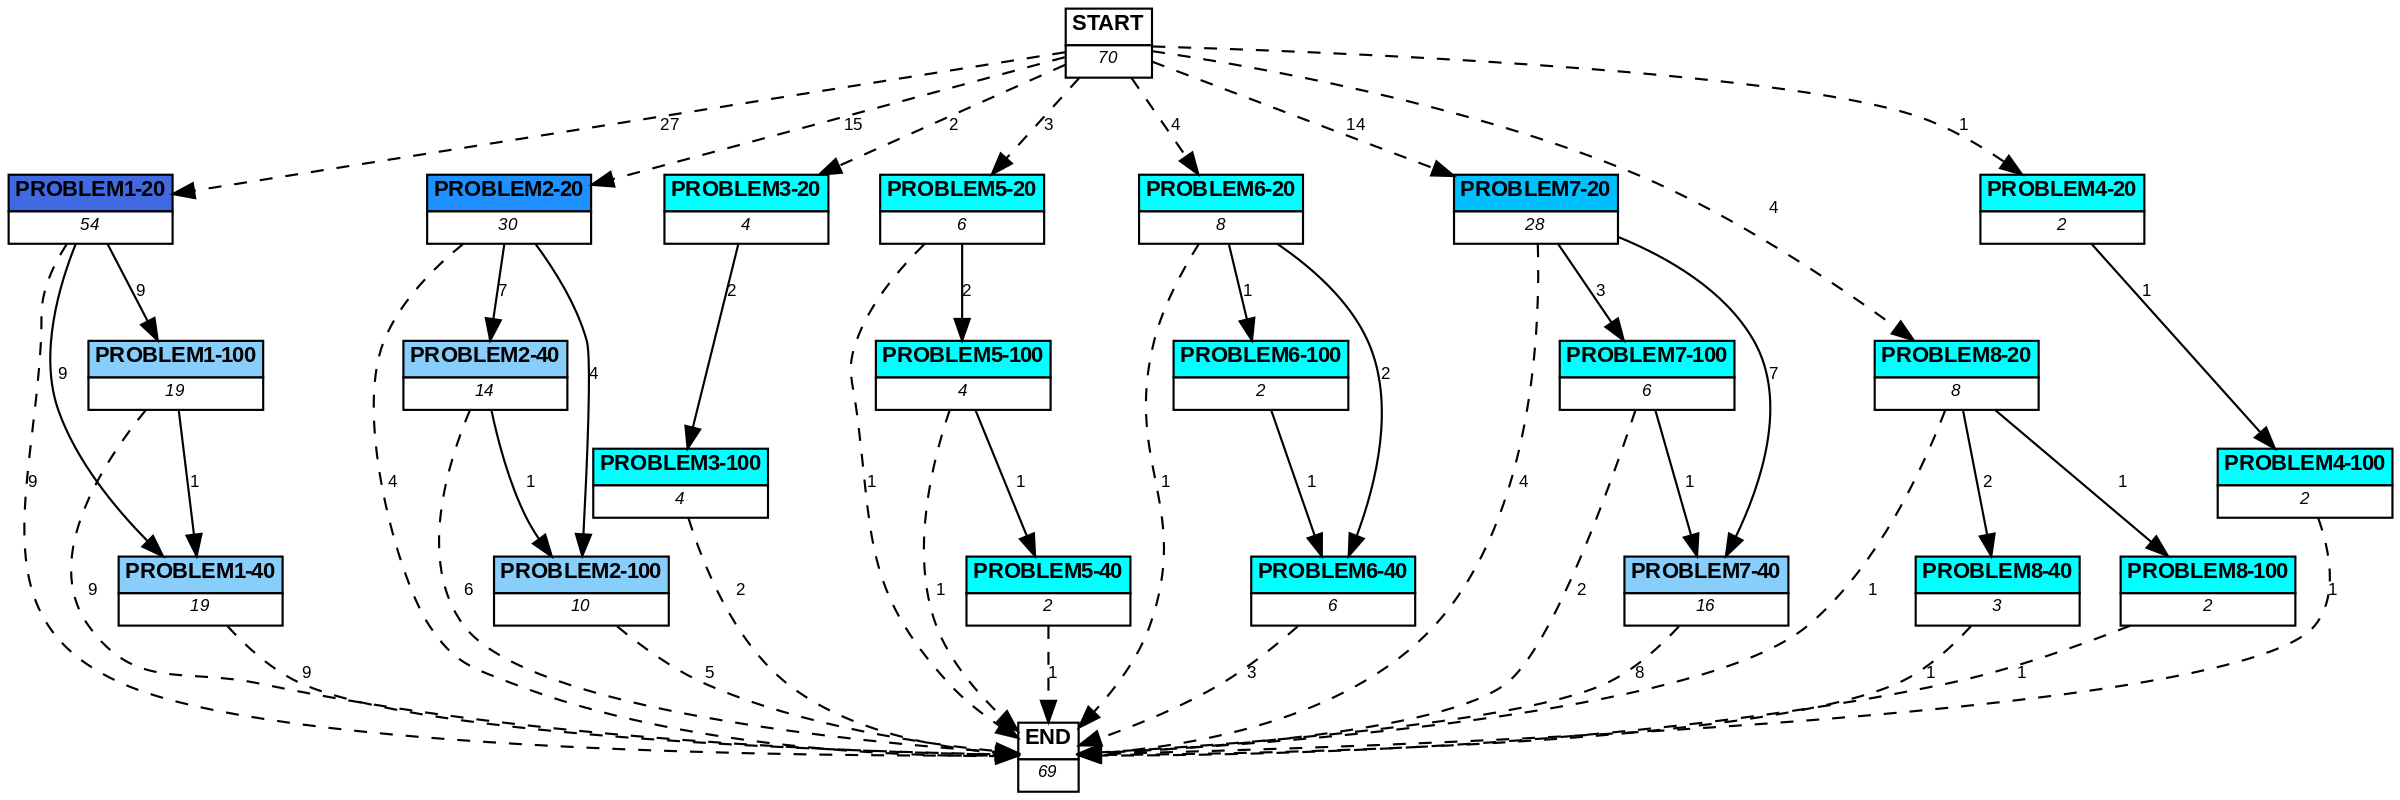 START
70
27
15
2
3
4
14
4
1
PROBLEM1-20
54
PROBLEM2-20
30
PROBLEM3-20
4
PROBLEM5-20
6
PROBLEM6-20
8
PROBLEM7-20
28
PROBLEM4-20
2
9
7
2
2
1
3
1
PROBLEM1-100
19
9
PROBLEM2-40
14
4
PROBLEM5-100
4
PROBLEM6-100
2
2
PROBLEM7-100
6
7
PROBLEM8-20
8
PROBLEM3-100
4
PROBLEM4-100
2
9
1
4
1
1
1
1
1
4
1
2
1
PROBLEM1-40
19
9
6
PROBLEM2-100
10
2
1
PROBLEM5-40
2
PROBLEM6-40
6
2
PROBLEM7-40
16
1
PROBLEM8-40
3
PROBLEM8-100
2
1
9
5
1
3
8
1
1
END
69